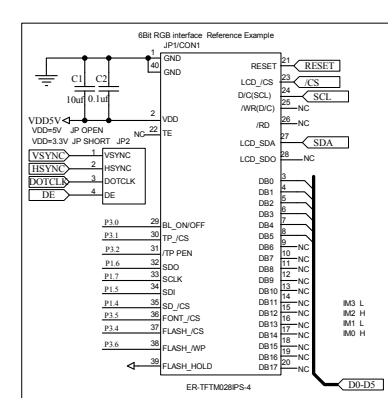 6Bit RGB interface Reference Example
JP1/CON1
1 GND
40 GND
C1 C2
10uf 0.1uf
VDD5V 2 VDD
VDD=5V JP OPEN
NC 22 TE
VDD=3.3V JP SHORT JP2
VSYNC 1 VSYNC
HSYNC 2 HSYNC
DOTCLK 3 DOTCLK
DE 4 DE
P3.0 29 BL_ON/OFF
P3.1 30 TP_/CS
P3.2 31 /TP PEN
P1.6 32 SDO
P1.7 33 SCLK
P1.5 34 SDI
P1.4 35 SD_/CS
P3.5 36 FONT_/CS
P3.4 37 FLASH_/CS
P3.6 38 FLASH_/WP
39 FLASH_HOLD
RESET 21 RESET
LCD_/CS 23 /CS
D/C(SCL) 24 SCL
/WR(D/C) 25 NC
/RD 26 NC
LCD_SDA 27 SDA
LCD_SDO 28 NC
DB0 3
DB1 4
DB2 5
DB3 6
DB4 7
DB5 8
DB6 9 NC
DB7 10 NC
DB8 11 NC
DB9 12 NC
DB10 13 NC
DB11 14 NC IM3 L
DB12 15 NC IM2 H
DB13 16 NC IM1 L
DB14 17 NC IM0 H
DB15 18 NC
DB16 19 NC
DB17 20 NC
D0-D5
ER-TFTM028IPS-4